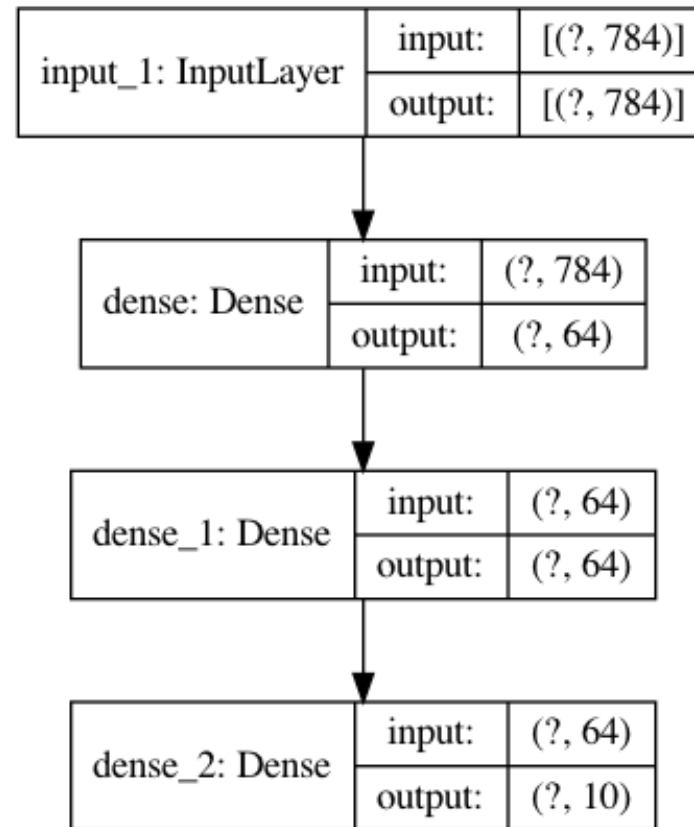 input_1: InputLayer
input: [(?, 784)]
output: [(?, 784)]
dense: Dense
input: (?, 784)
output: (?, 64)
dense_1: Dense
input: (?, 64)
output: (?, 64)
dense_2: Dense
input: (?, 64)
output: (?, 10)